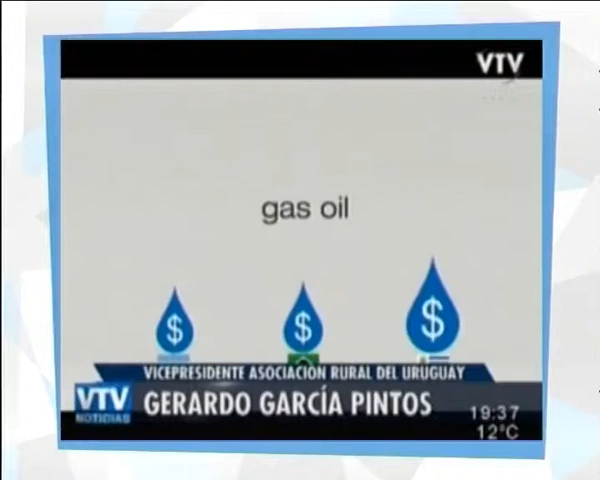 VTV
gas oil
$ $ $
VICEPRESIDENTE ASOCIACIÓN RURAL DEL URUGUAY
VTV
NOTICIAS
GERARDO GARCÍA PINTOS
19:37
12°C